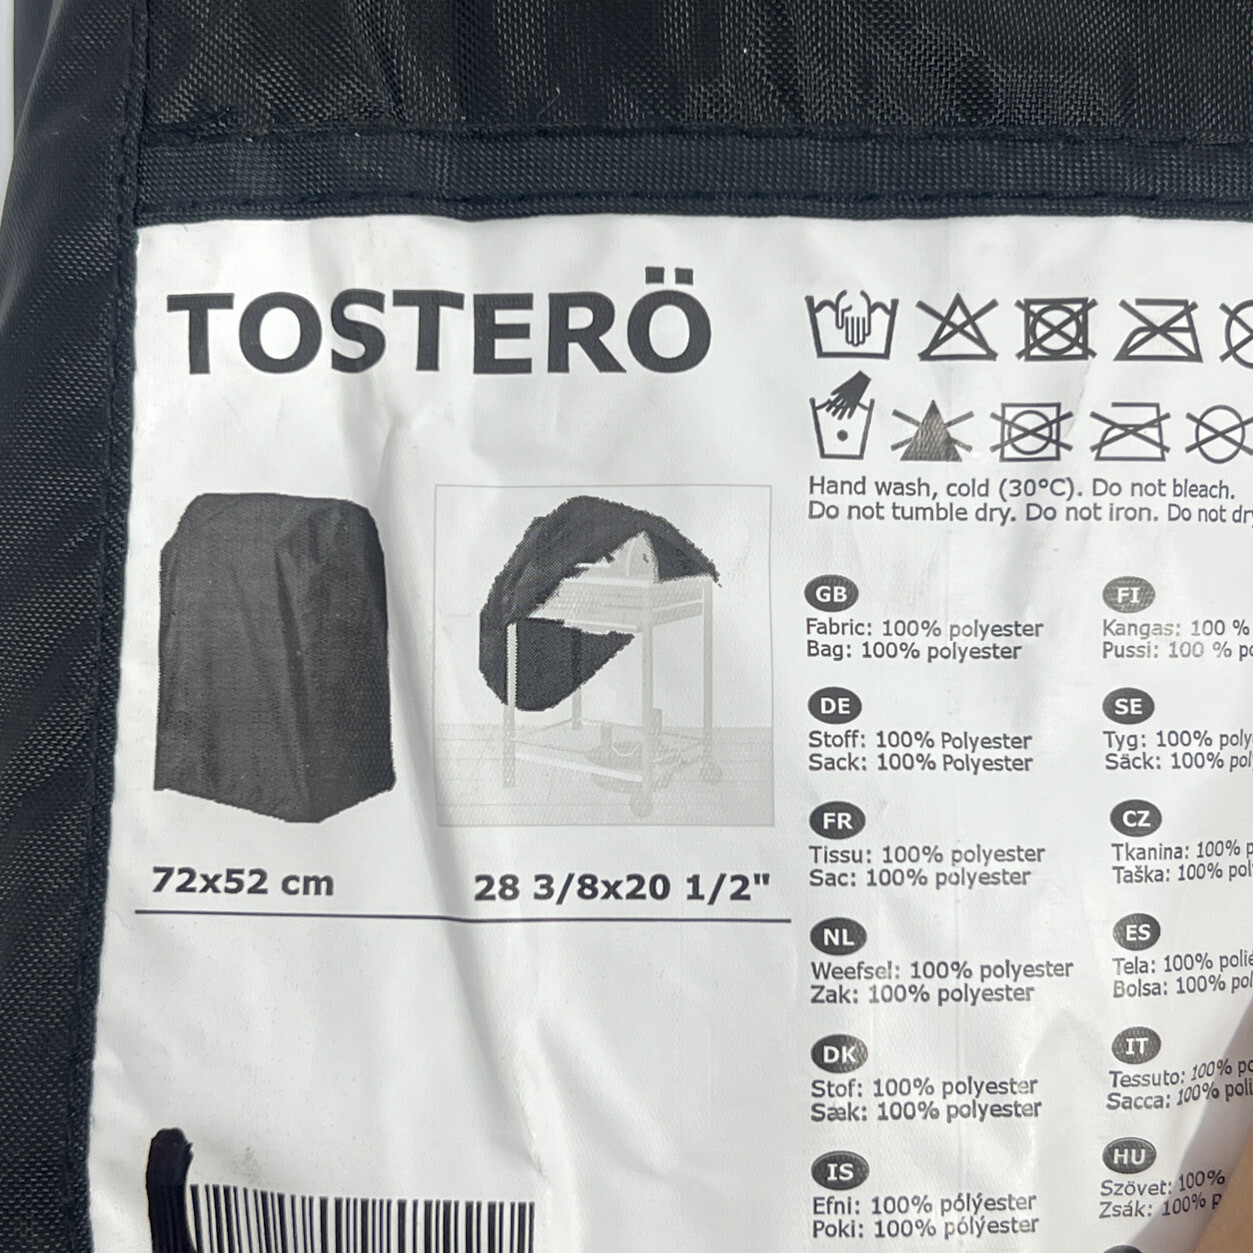 TOSTERÖ
72x52 cm
28 3/8x20 1/2"
Hand wash, cold (30°C). Do not bleach.
Do not tumble dry. Do not iron. Do not
GB
Fabric: 100% polyester
Bag: 100% polyester
DE
Stoff: 100% Polyester
Sack: 100% Polyester
FR
Tissu: 100% polyester
Sac: 100% polyester
NL
Weefsel: 100% polyester
Zak: 100% polyester
DK
Stof: 100% polyester
Sæk: 100% polyester
IS
Efni: 100% pólýester
Poki: 100% pólýester
FI
Kangas: 100 %
Pussi: 100 %
SE
Tyg: 100%
Säck: 100%
CZ
Tkanina: 100%
Taška: 100%
ES
Tela: 100%
Bolsa: 100%
IT
Tessuto: 100%
Sacca: 100%
HU
Szövet: 100%
Zsák: 100%